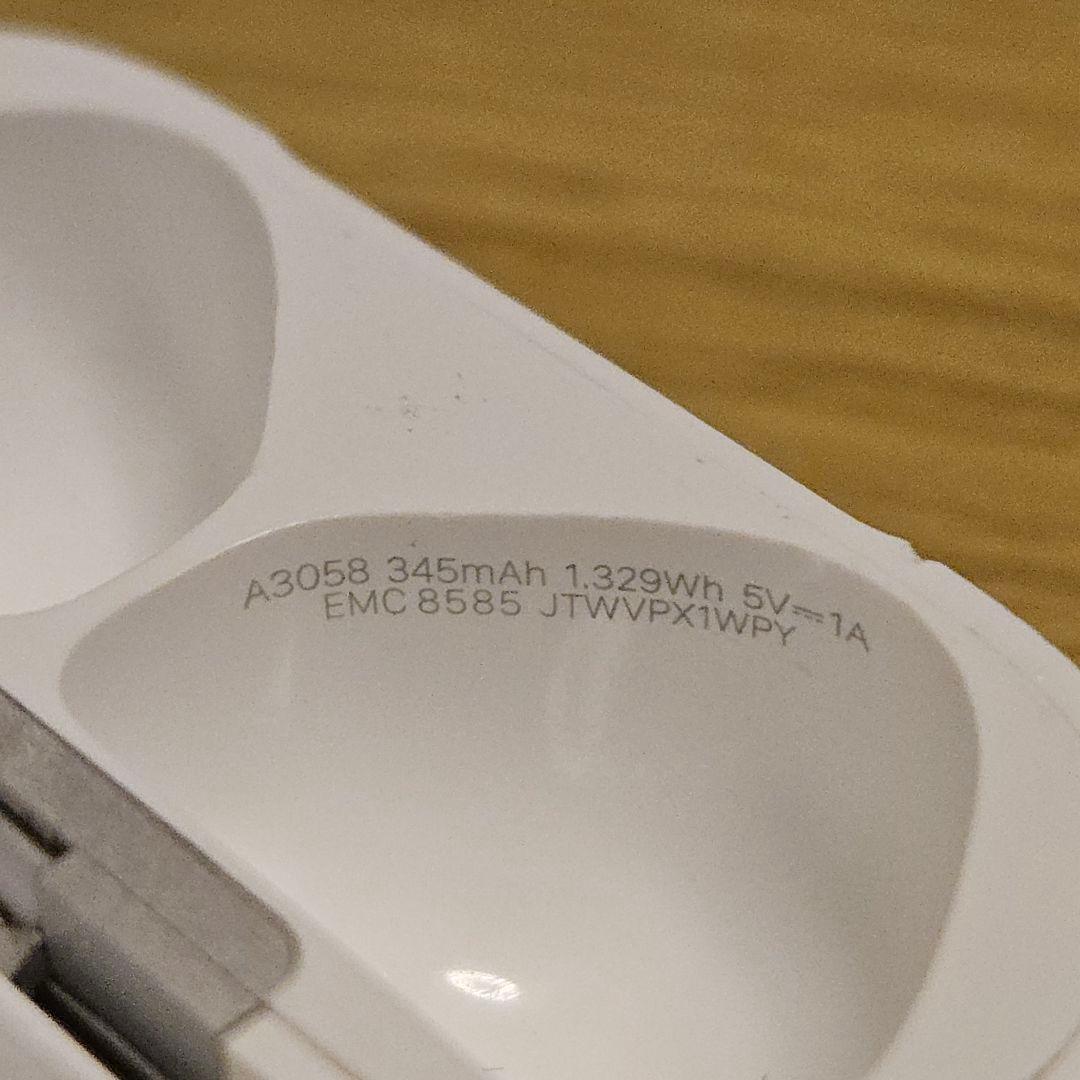 A3058 345mAh 1.329Wh 5V⎓1A
EMC 8585 JTWVPX1WPY